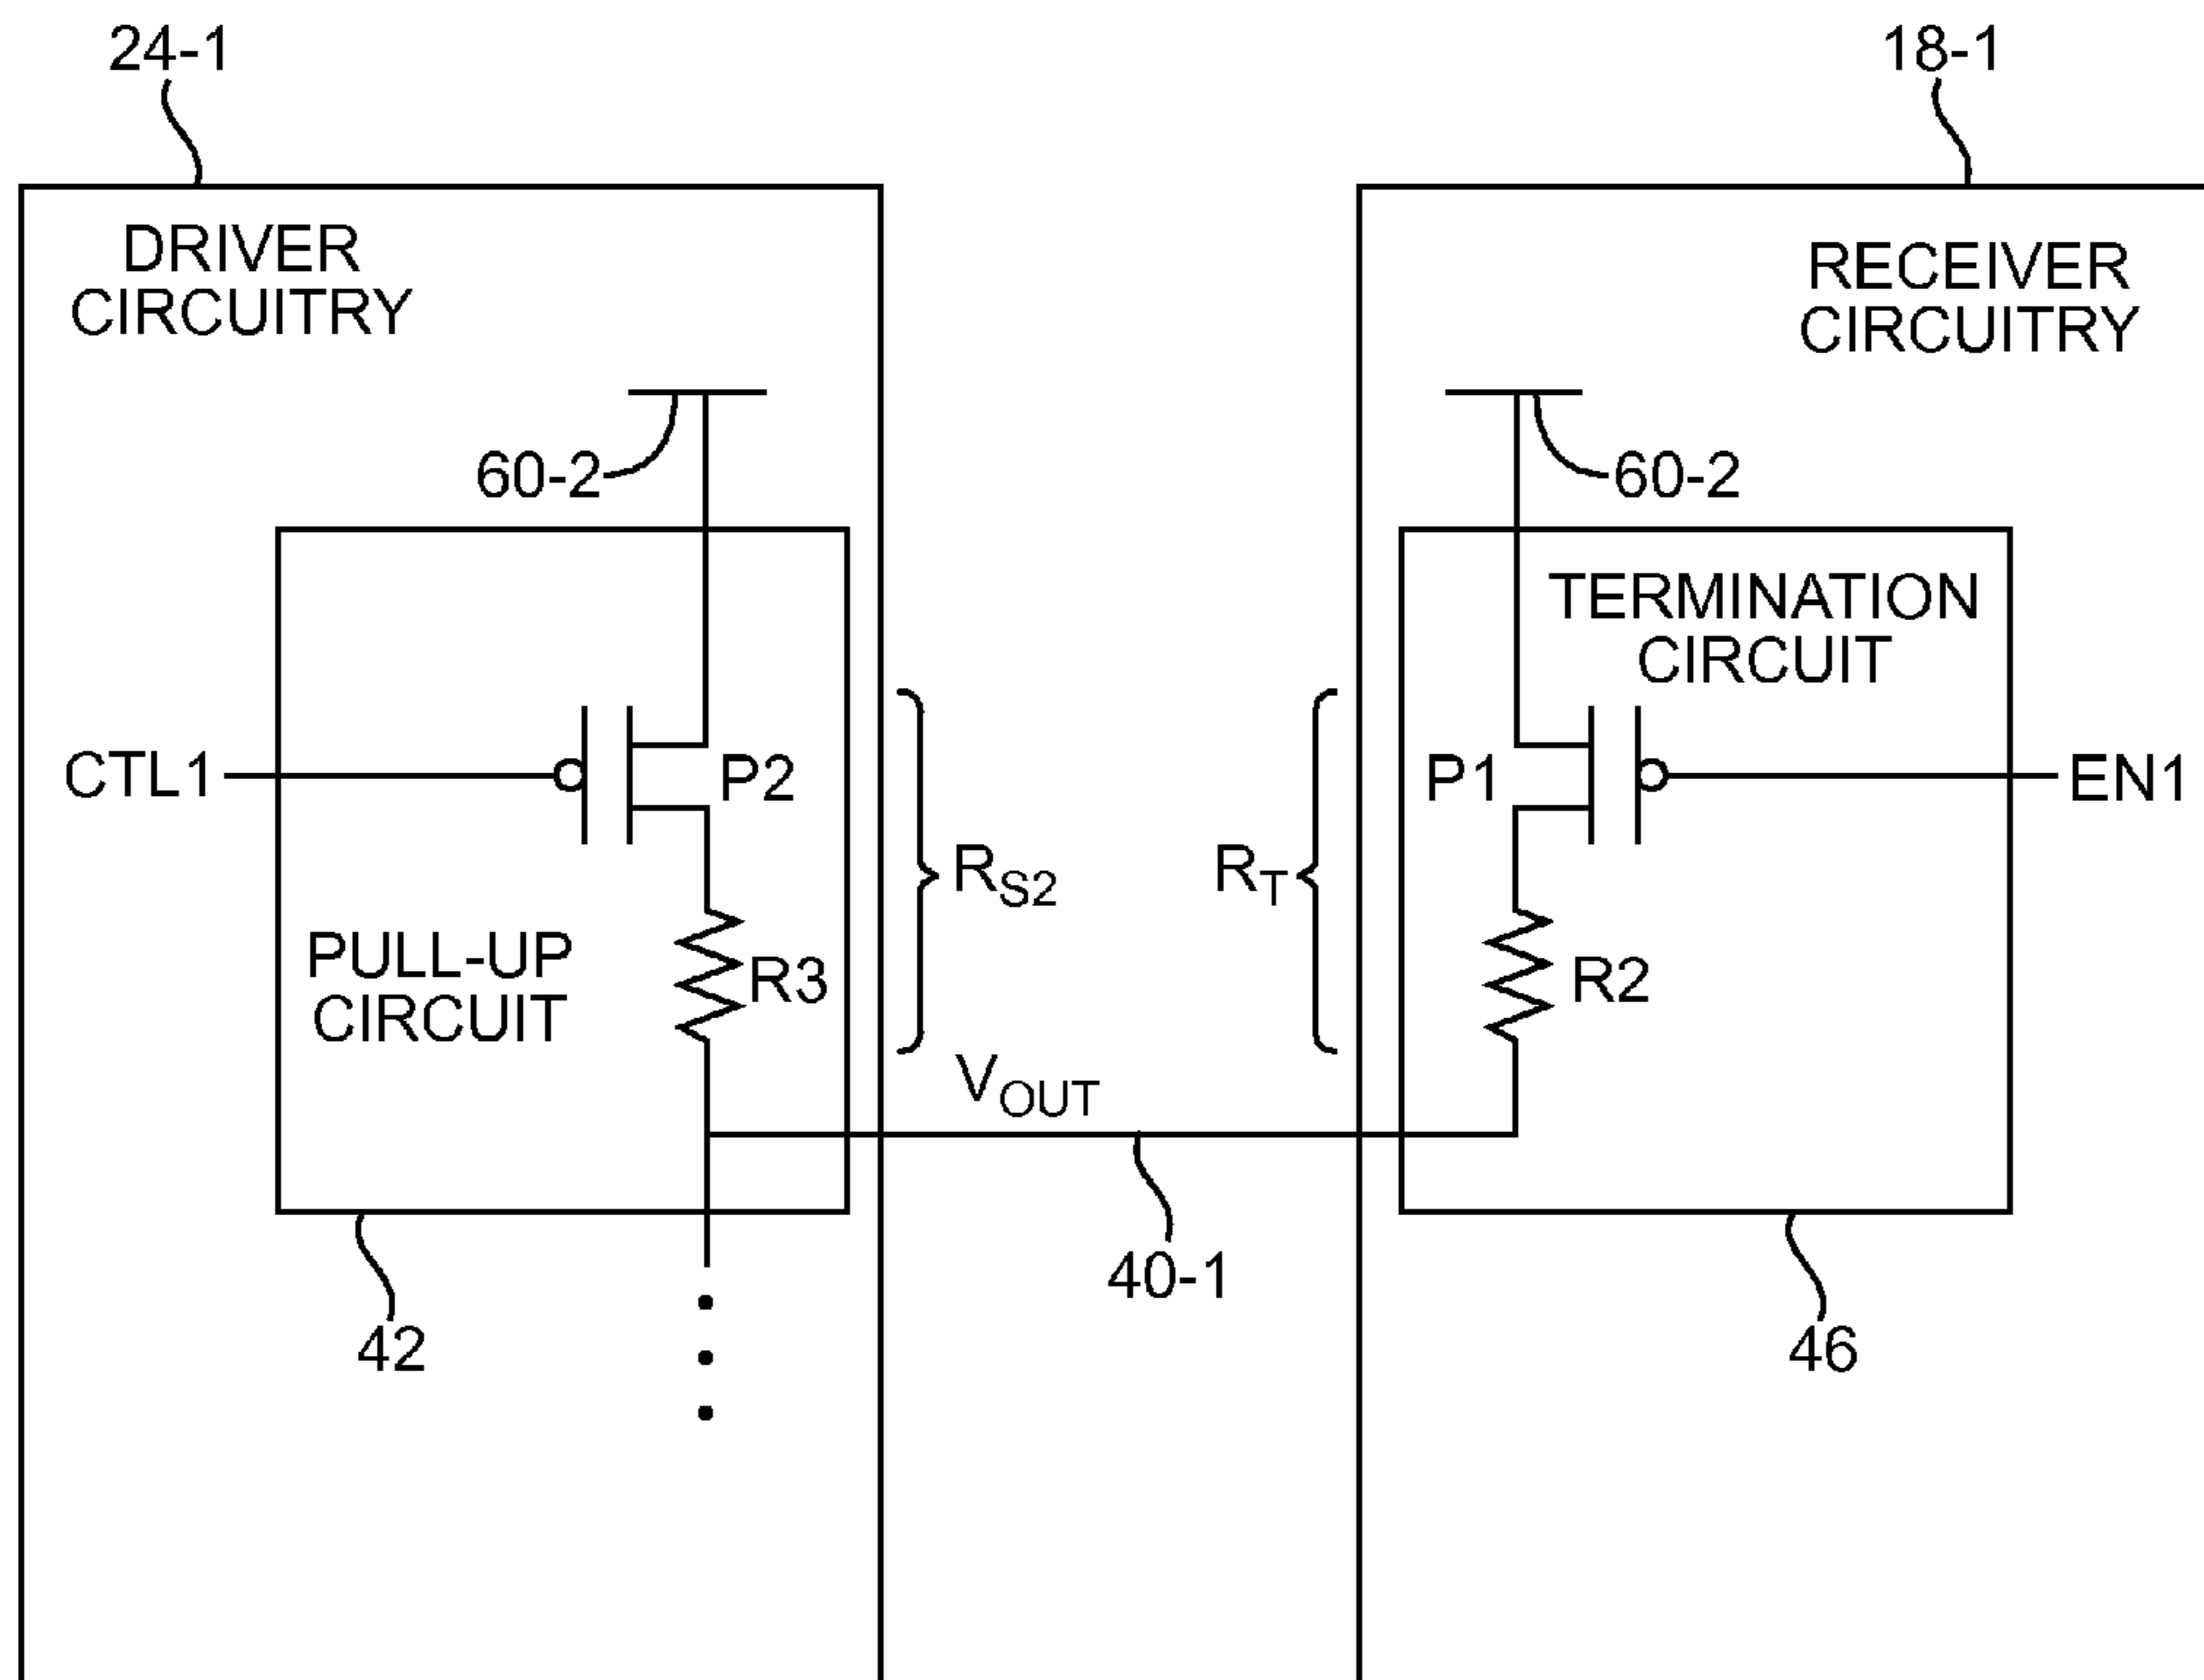 24-1
18-1
DRIVER
CIRCUITRY
RECEIVER
CIRCUITRY
60-2
60-2
TERMINATION
CIRCUIT
CTL1
P2
P1
EN1
RS2
RT
PULL-UP
CIRCUIT
R3
R2
VOUT
40-1
42
46